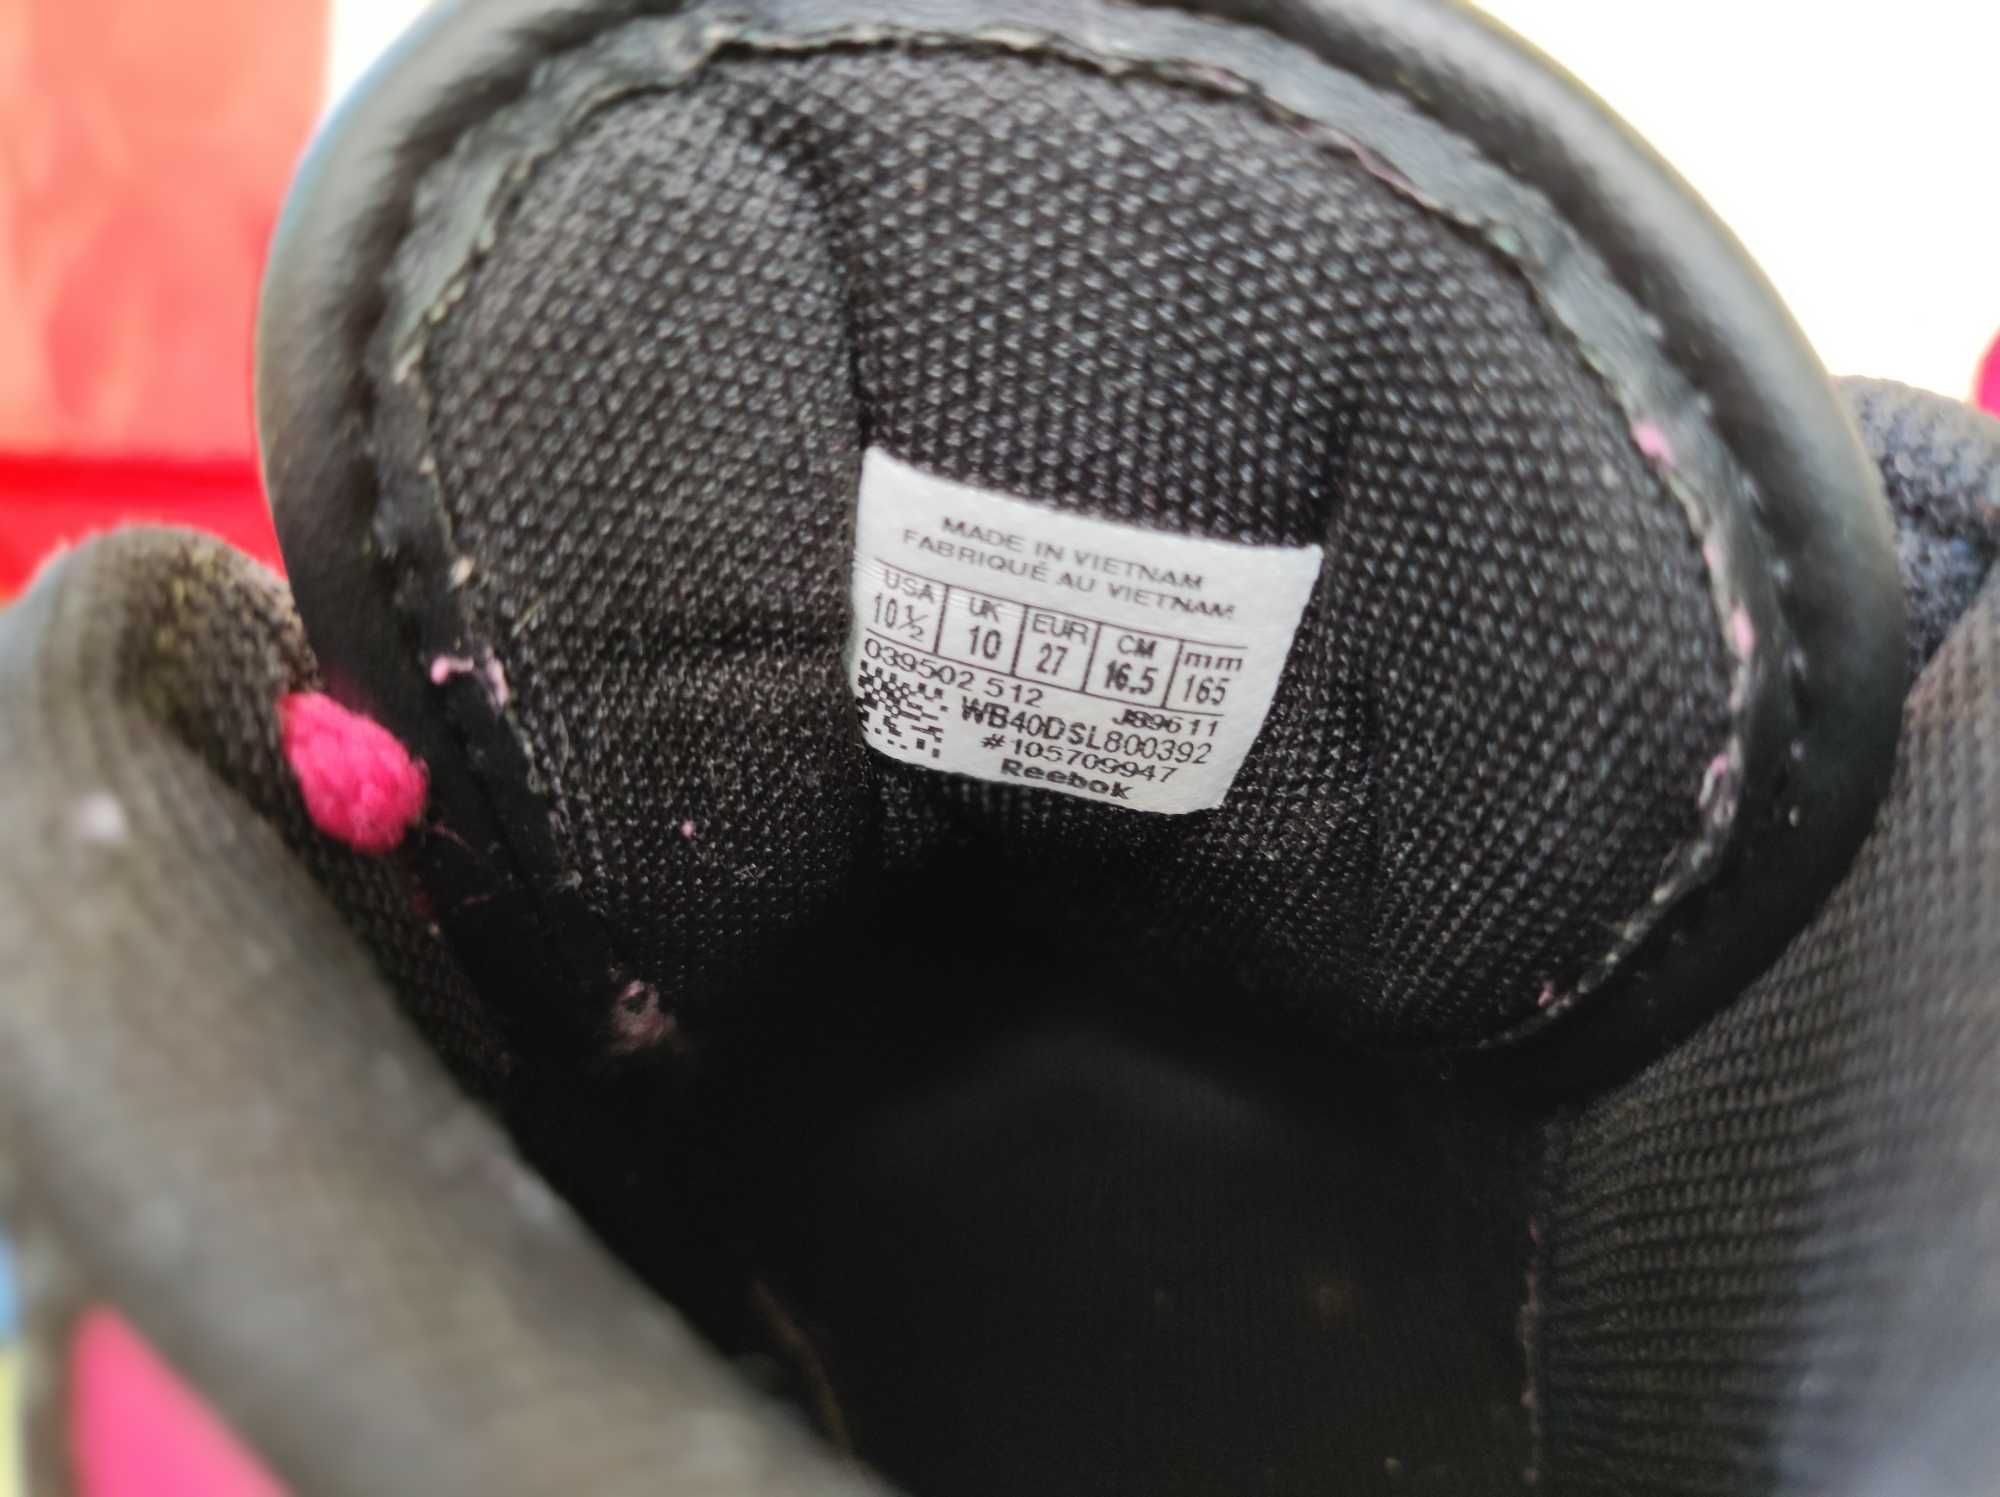 MADE IN VIETNAM
FABRIQUÉ AU VIETNAM
USA UK EUR CM mm
10½ 10 27 16.5 165
039502 512 J89611
WB40DSL800392
#105709947
Reebok